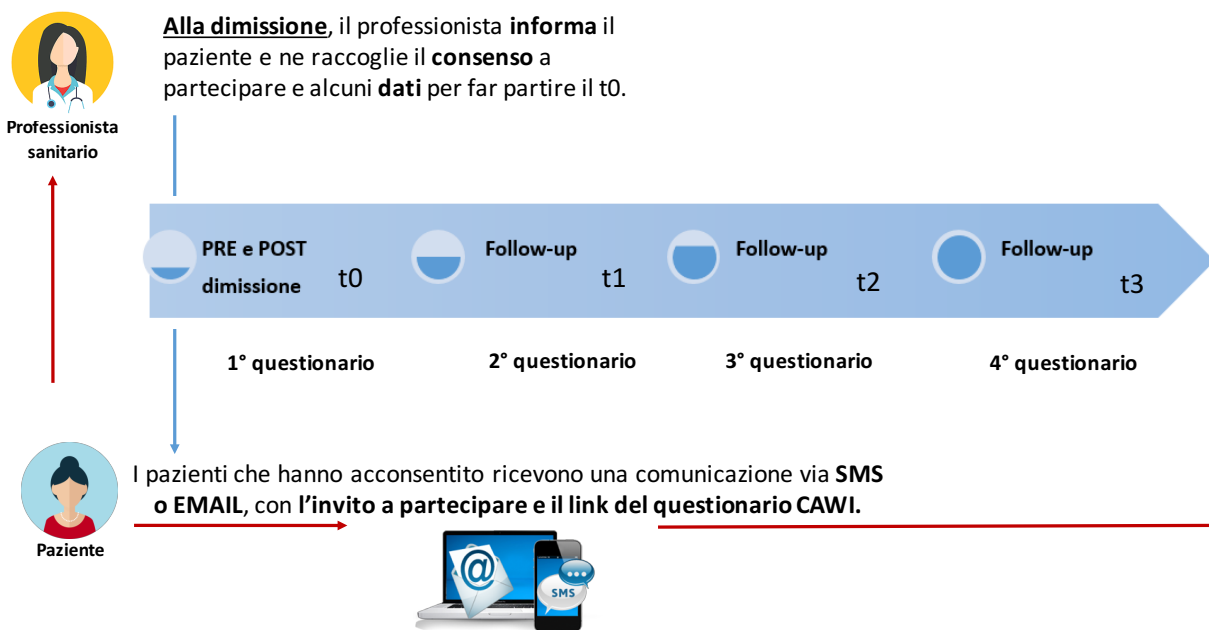 Alla dimissione, il professionista informa il
paziente e ne raccoglie il consenso a
partecipare e alcuni dati per far partire il t0.
Professionista
sanitario
PRE e POST
dimissione
t0
Follow-up
t1
Follow-up
t2
Follow-up
t3
1° questionario
2° questionario
3° questionario
4° questionario
I pazienti che hanno acconsentito ricevono una comunicazione via SMS
o EMAIL, con l’invito a partecipare e il link del questionario CAWI.
Paziente
@
SMS